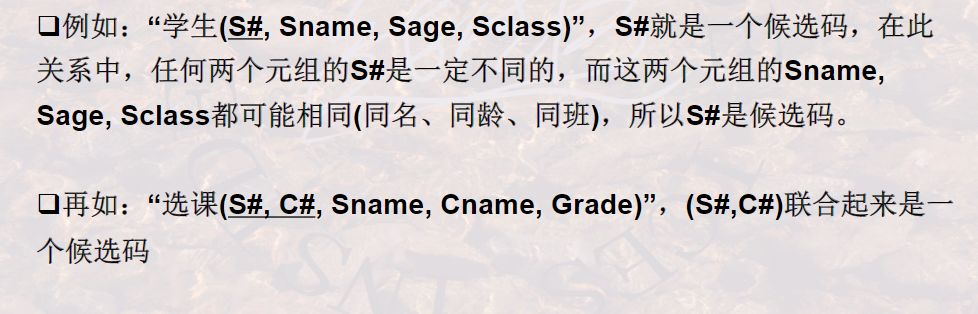 ❑例如：“学生(S#, Sname, Sage, Sclass)”，S#就是一个候选码，在此
关系中，任何两个元组的S#是一定不同的，而这两个元组的Sname,
Sage, Sclass都可能相同(同名、同龄、同班)，所以S#是候选码。
❑再如：“选课(S#, C#, Sname, Cname, Grade)”，(S#,C#)联合起来是一
个候选码